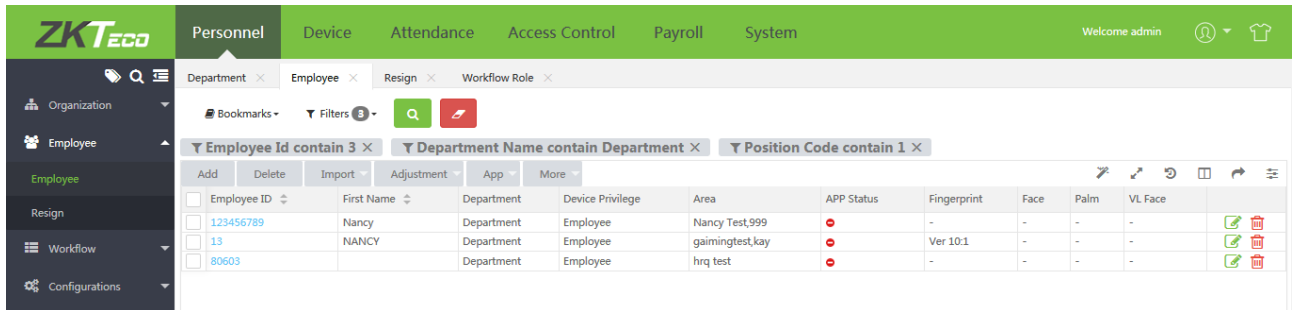 ZKTeco Personnel Device Attendance Access Control Payroll System Welcome admin
Department × Employee × Resign × Workflow Role ×
Organization
Bookmarks Filters 3
Employee
Employee Id contain 3 × Department Name contain Department × Position Code contain 1 ×
Add Delete Import Adjustment App More
Employee
Employee ID First Name Department Device Privilege Area APP Status Fingerprint Face Palm VL Face
Resign
123456789 Nancy Department Employee Nancy Test,999 - - - -
Workflow
13 NANCY Department Employee gaimingtest,kay Ver 10:1 - - -
80603 Department Employee hrq test - - - -
Configurations